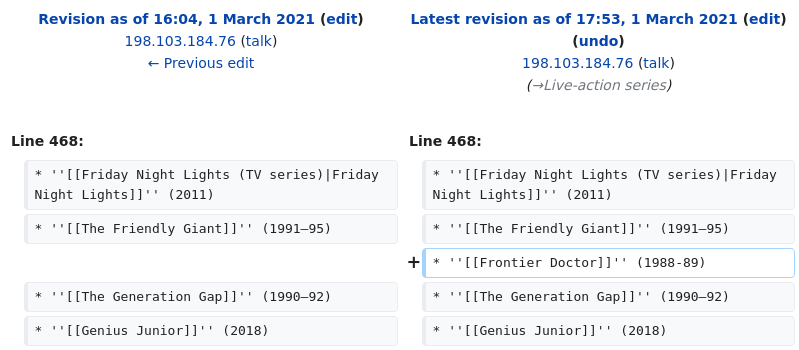 Revision as of 16:04, 1 March 2021 (edit)
198.103.184.76 (talk)
← Previous edit
Latest revision as of 17:53, 1 March 2021 (edit)
(undo)
198.103.184.76 (talk)
(→Live-action series)
Line 468:
Line 468:
* ''[[Friday Night Lights (TV series)|Friday
Night Lights]]'' (2011)
* ''[[Friday Night Lights (TV series)|Friday
Night Lights]]'' (2011)
* ''[[The Friendly Giant]]'' (1991–95)
* ''[[The Friendly Giant]]'' (1991–95)
+ * ''[[Frontier Doctor]]'' (1988-89)
* ''[[The Generation Gap]]'' (1990–92)
* ''[[The Generation Gap]]'' (1990–92)
* ''[[Genius Junior]]'' (2018)
* ''[[Genius Junior]]'' (2018)